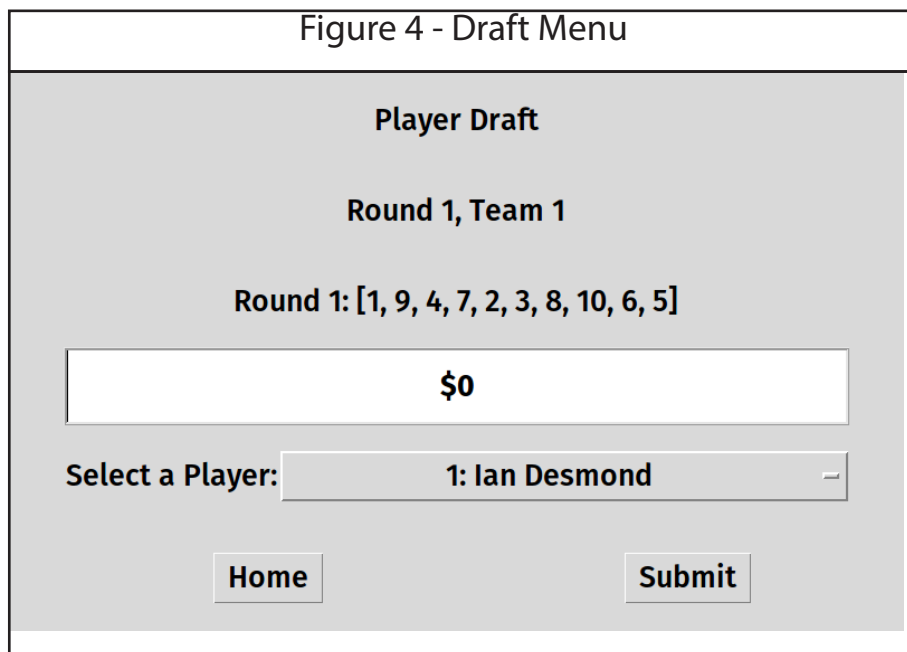 Figure 4 - Draft Menu
Player Draft
Round 1, Team 1
Round 1: [1, 9, 4, 7, 2, 3, 8, 10, 6, 5]
$0
Select a Player: 1: Ian Desmond
Home Submit